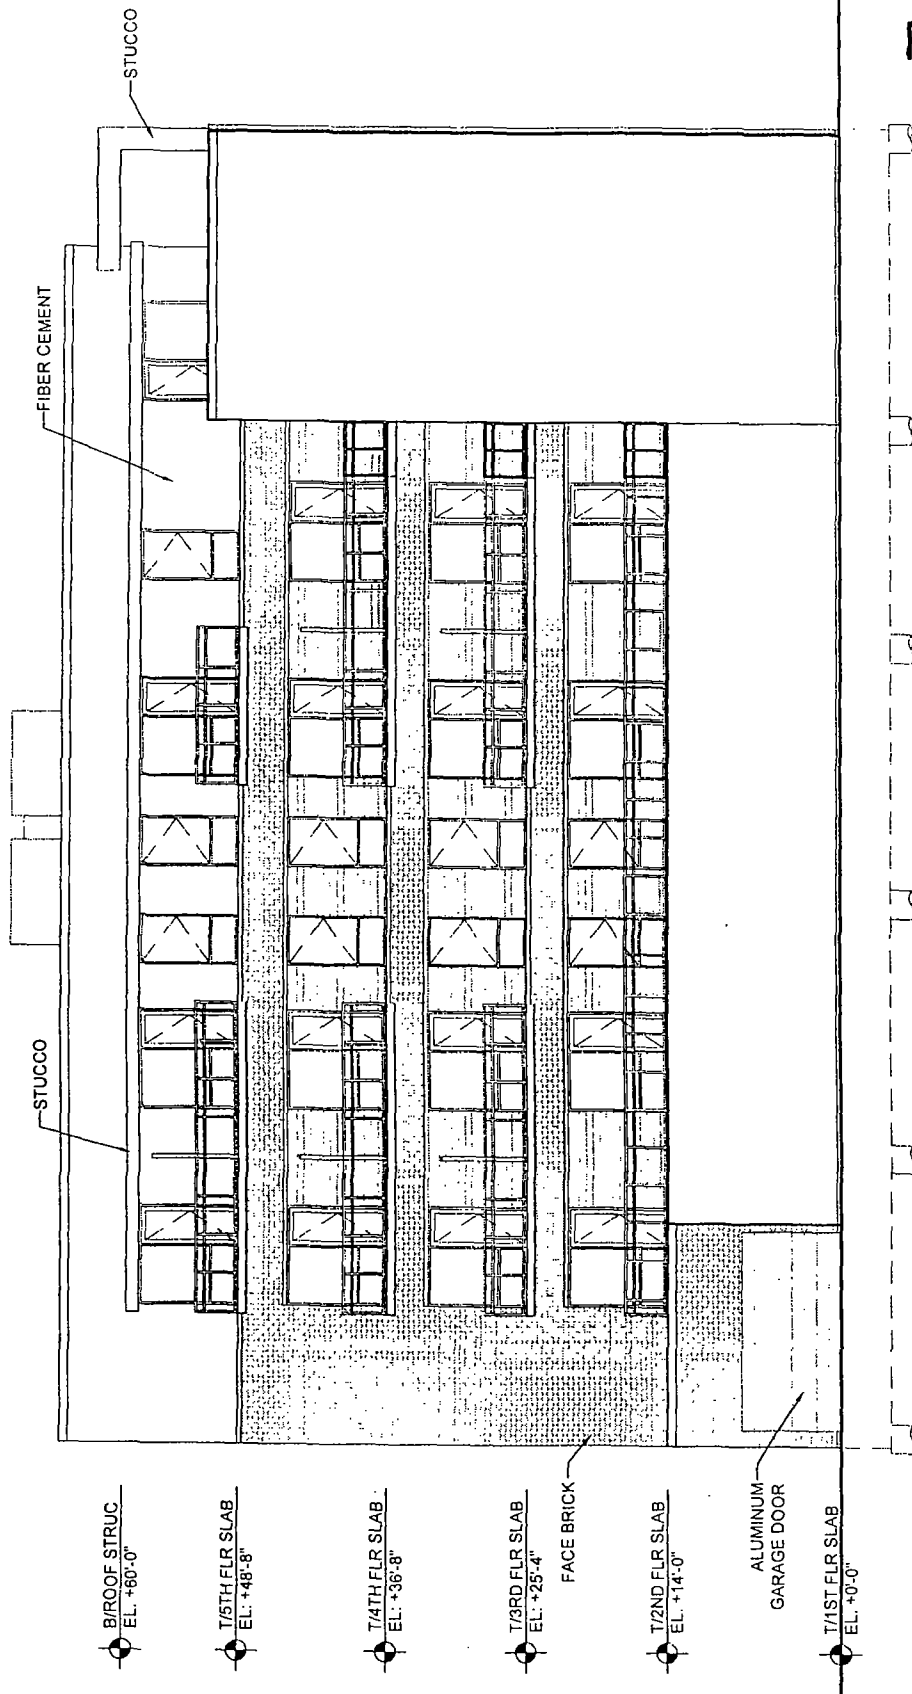 STUCCO
FIBER CEMENT
STUCCO
B/ROOF STRUC
EL. +60'-0"
T/5TH FLR SLAB
EL: +48'-8"
T/4TH FLR SLAB
EL: +36'-8"
T/3RD FLR SLAB
EL: +25'-4"
FACE BRICK
T/2ND FLR SLAB
EL. +14'-0"
ALUMINUM
GARAGE DOOR
T/1ST FLR SLAB
EL. +0'-0"